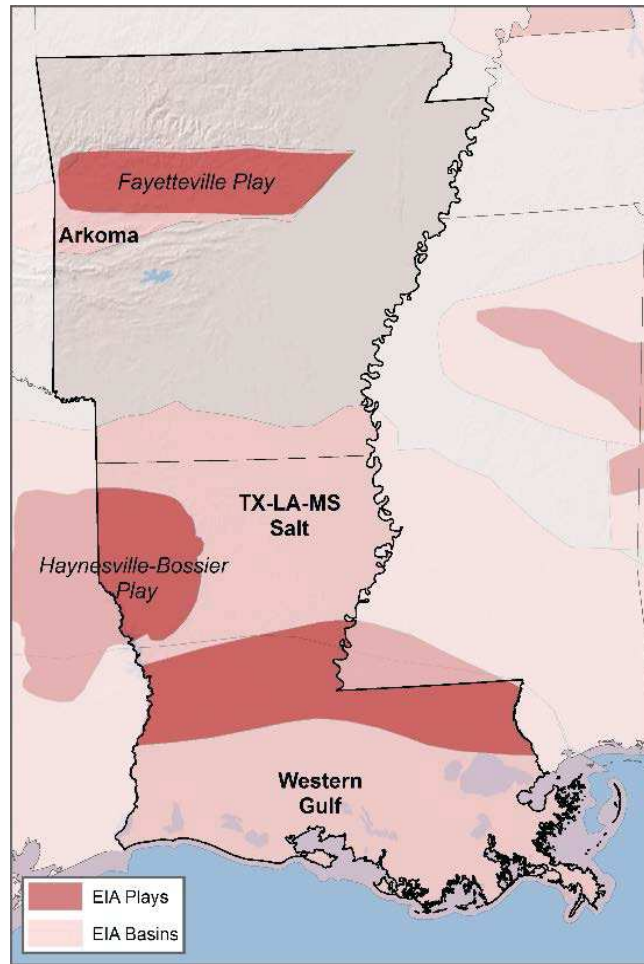 Fayetteville Play
Arkoma
TX-LA-MS
Salt
Haynesville-Bossier
Play
Western
Gulf
EIA Plays
EIA Basins